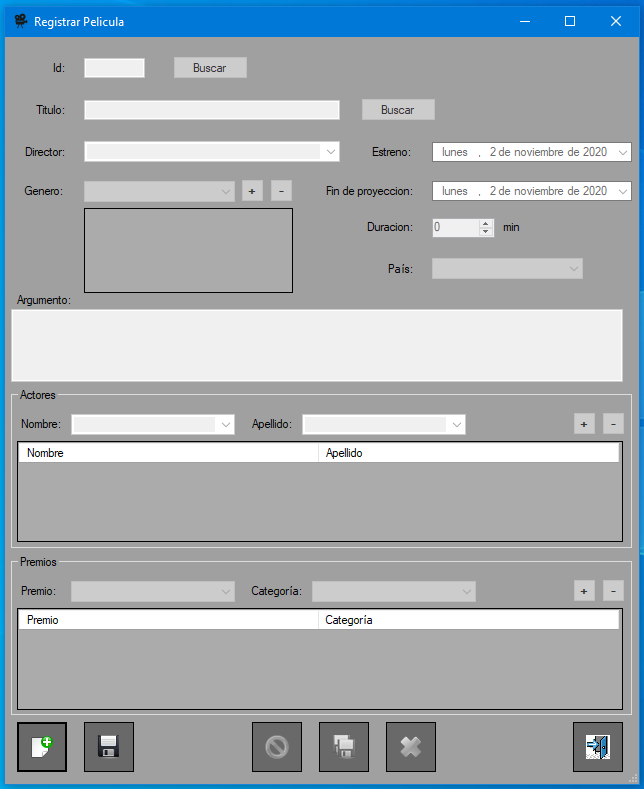 Registrar Pelicula
Id:
Buscar
Titulo:
Buscar
Director:
Estreno:
lunes , 2 de noviembre de 2020
Genero:
+
-
Fin de proyeccion:
lunes , 2 de noviembre de 2020
Duracion:
0
min
País:
Argumento:
Actores
Nombre:
Apellido:
+
-
Nombre
Apellido
Premios
Premio:
Categoría:
+
-
Premio
Categoría